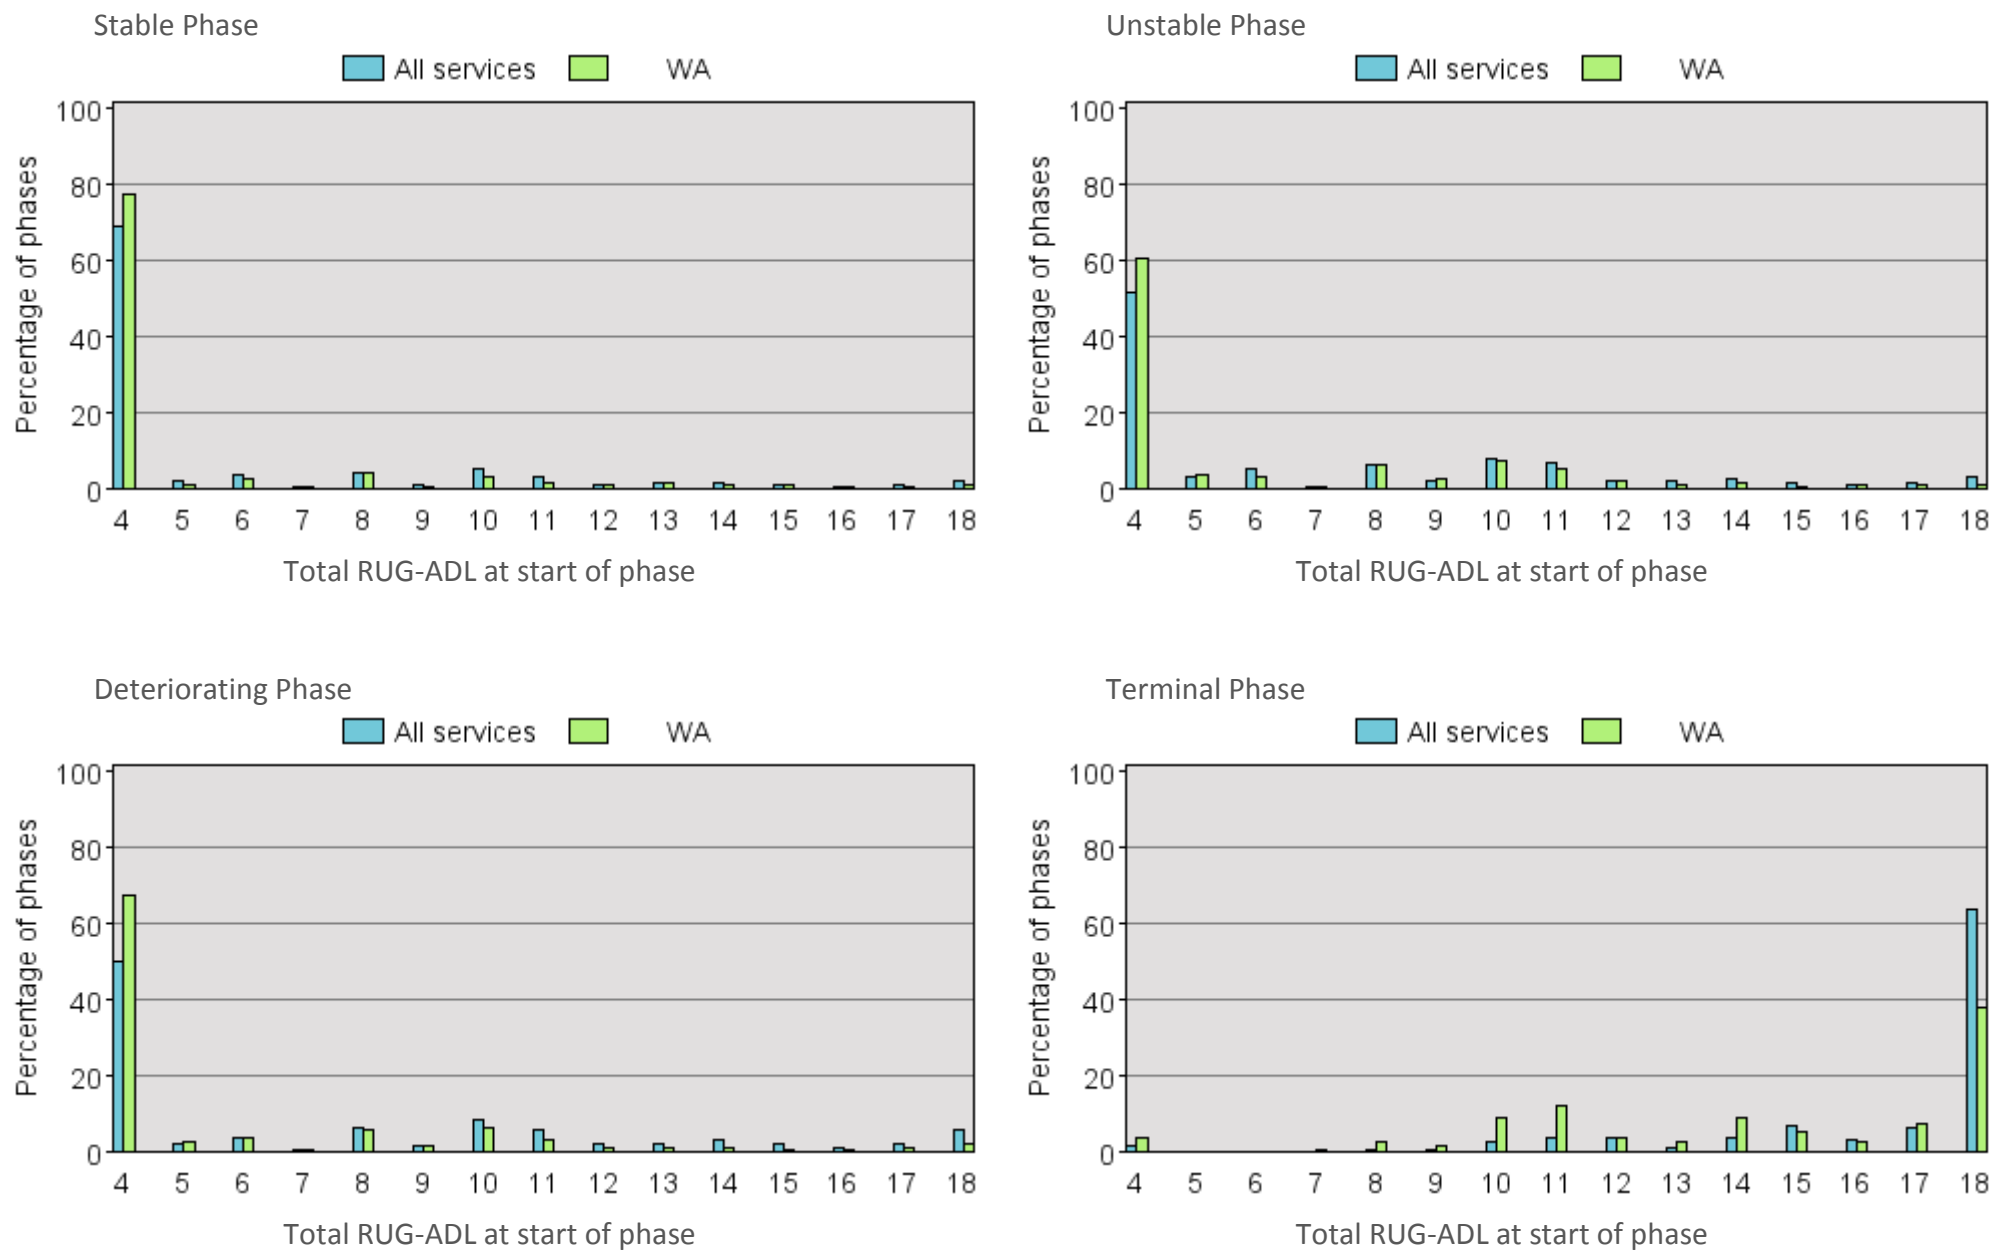 Stable Phase
All services WA
100
80
60
40
20
0
Percentage of phases
4 5 6 7 8 9 10 11 12 13 14 15 16 17 18
Total RUG-ADL at start of phase
Unstable Phase
All services WA
100
80
60
40
20
0
Percentage of phases
4 5 6 7 8 9 10 11 12 13 14 15 16 17 18
Total RUG-ADL at start of phase
Deteriorating Phase
All services WA
100
80
60
40
20
0
Percentage of phases
4 5 6 7 8 9 10 11 12 13 14 15 16 17 18
Total RUG-ADL at start of phase
Terminal Phase
All services WA
100
80
60
40
20
0
Percentage of phases
4 5 6 7 8 9 10 11 12 13 14 15 16 17 18
Total RUG-ADL at start of phase